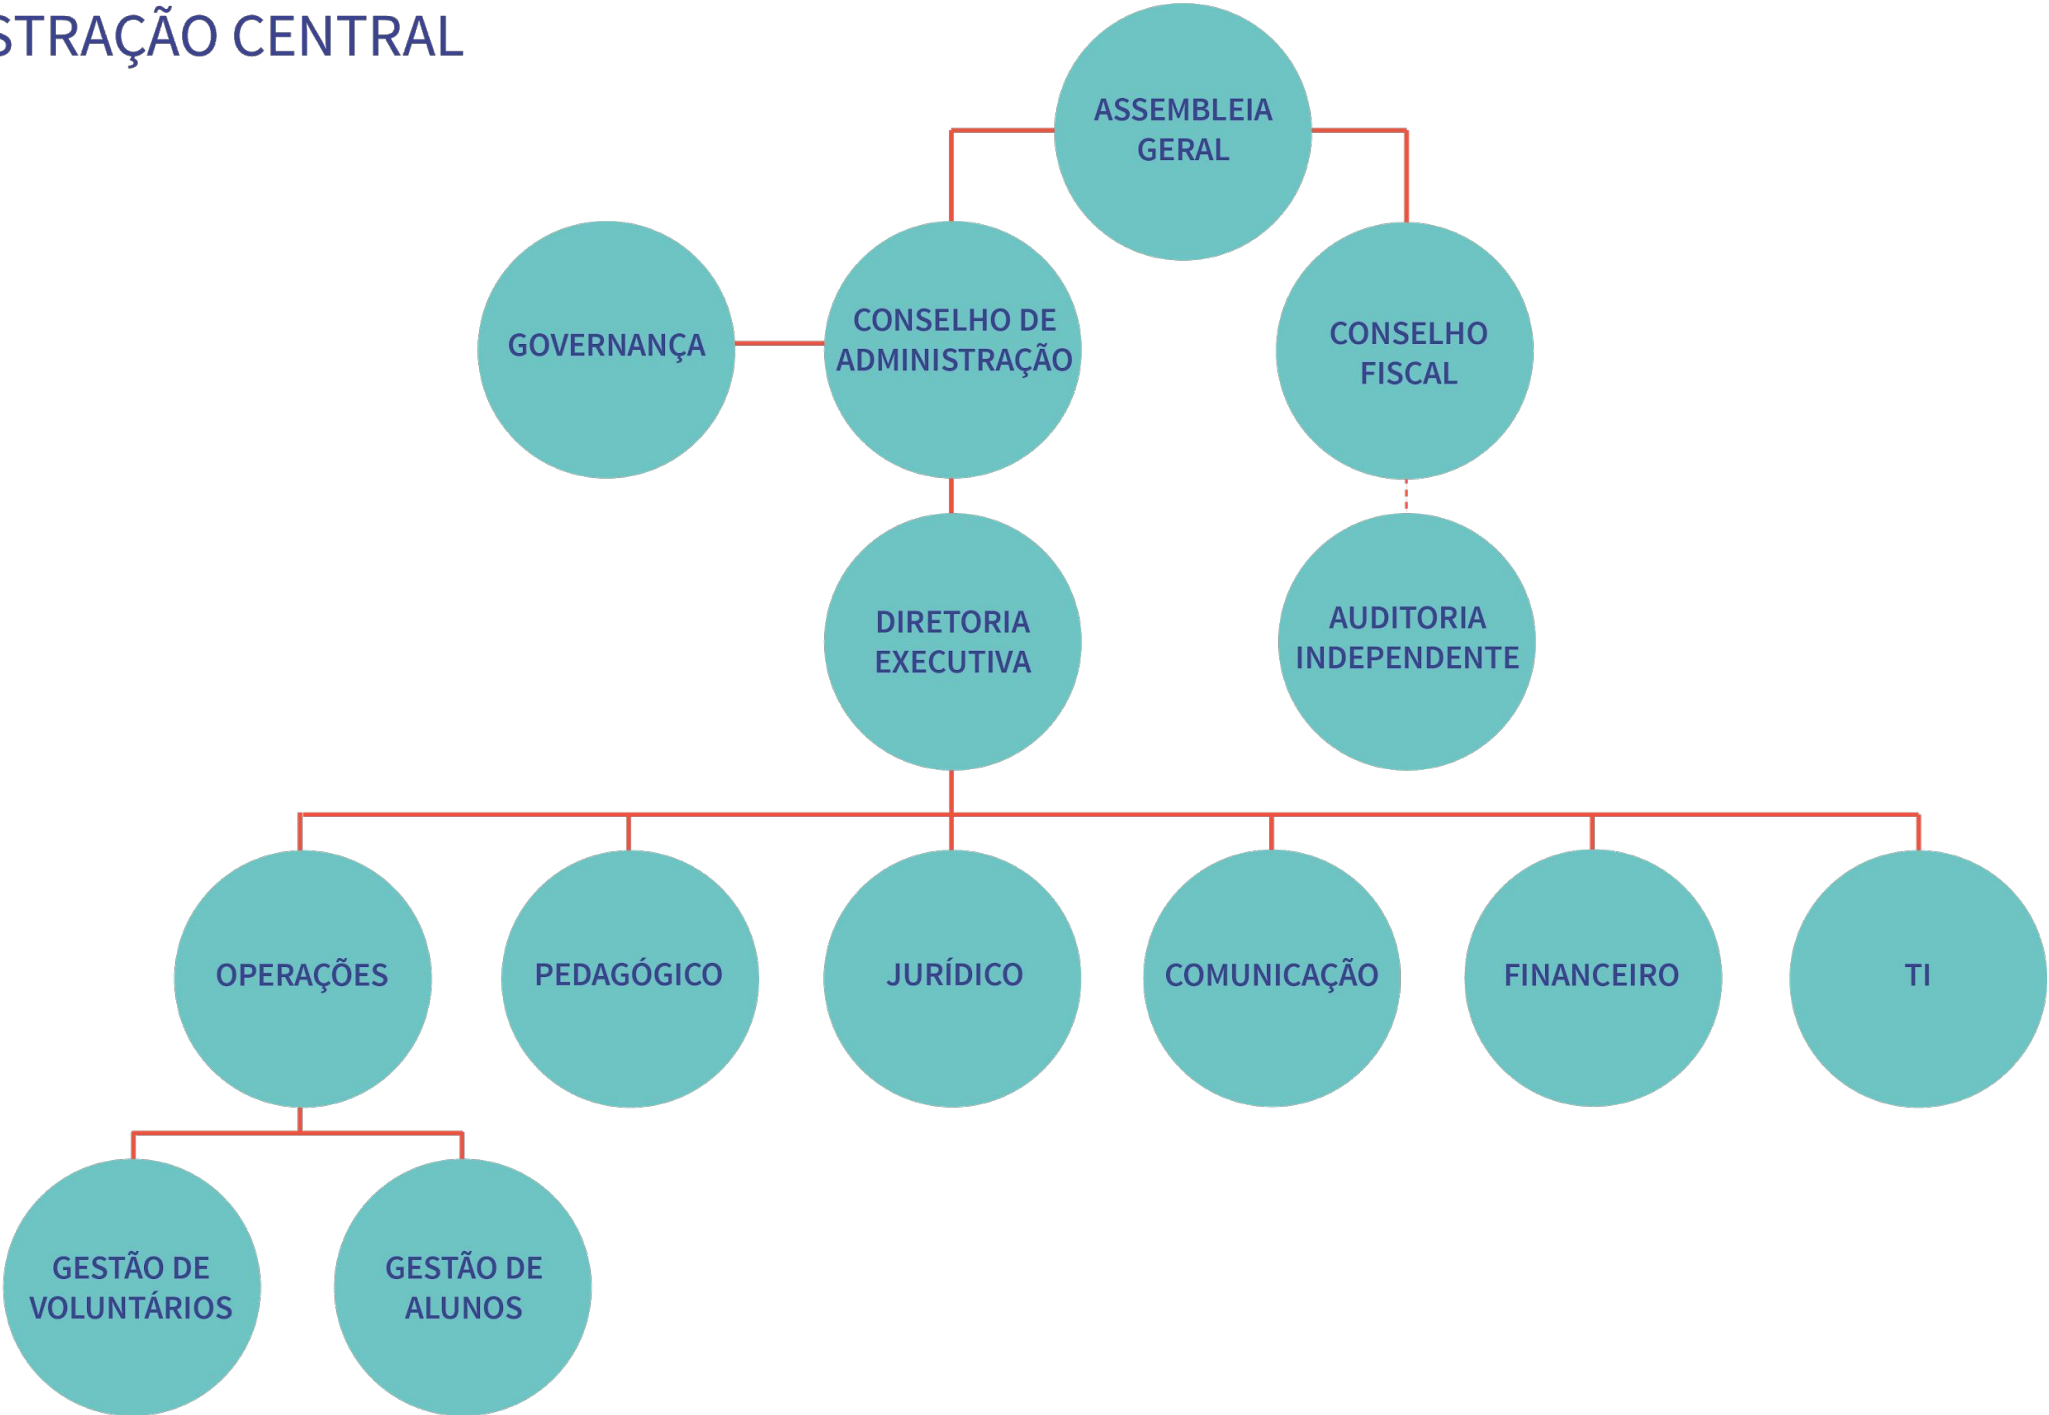 STRAÇÃO CENTRAL
ASSEMBLEIA
GERAL
GOVERNANÇA
CONSELHO DE
ADMINISTRAÇÃO
CONSELHO
FISCAL
DIRETORIA
EXECUTIVA
AUDITORIA
INDEPENDENTE
OPERAÇÕES
PEDAGÓGICO
JURÍDICO
COMUNICAÇÃO
FINANCEIRO
TI
GESTÃO DE
VOLUNTÁRIOS
GESTÃO DE
ALUNOS